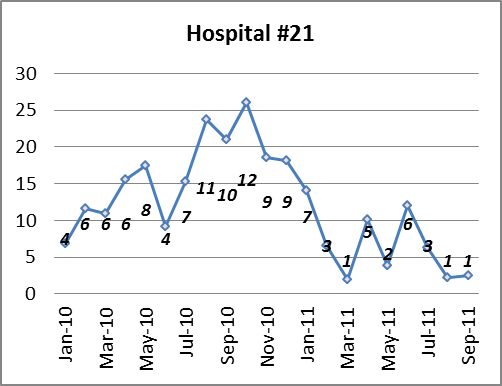 Hospital #21
30
25
20
15
10
5
0
4 6 6 6 8 4 7 11 10 12 9 9 7 3 1 5 2 6 3 1 1
Jan-10 Mar-10 May-10 Jul-10 Sep-10 Nov-10 Jan-11 Mar-11 May-11 Jul-11 Sep-11